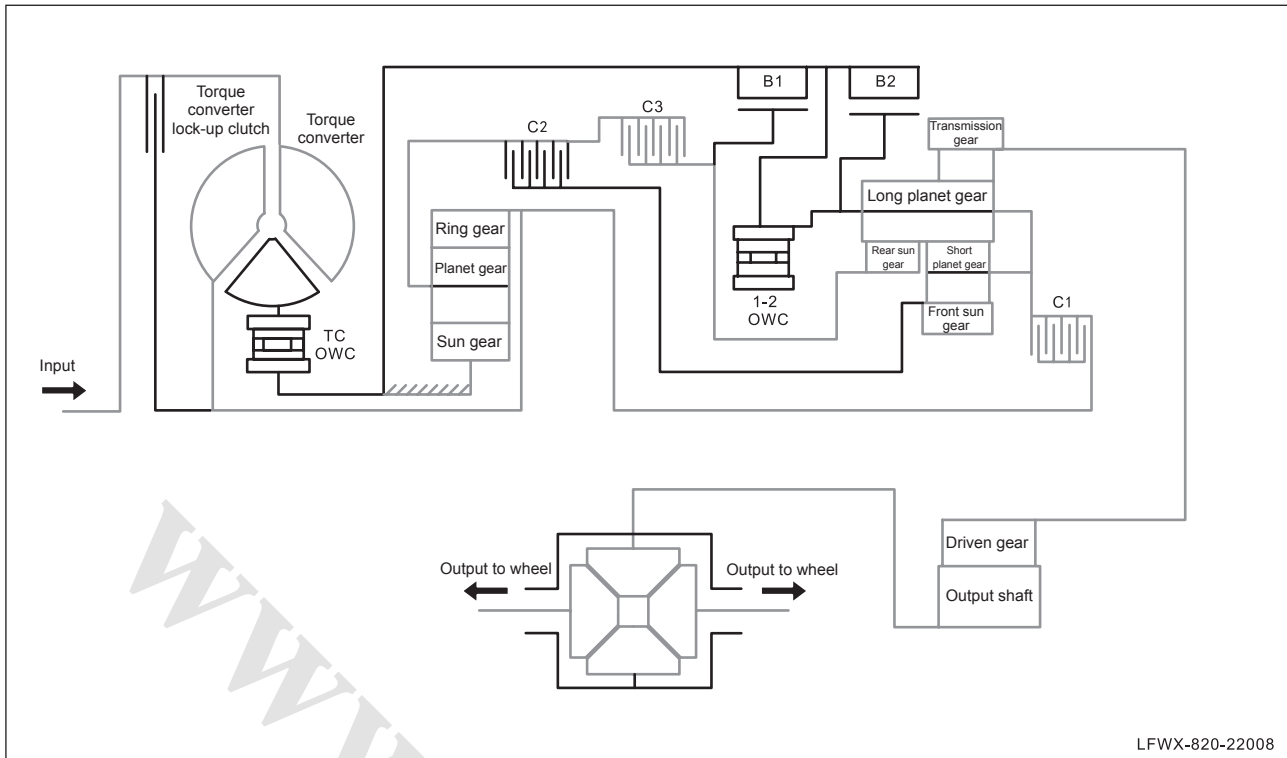 Torque
converter
lock-up clutch
Torque
converter
C2
C3
B1
B2
Transmission
gear
Long planet gear
Ring gear
Planet gear
Sun gear
Rear sun
gear
Short
planet gear
Front sun
gear
C1
1-2
OWC
TC
OWC
Input
Driven gear
Output shaft
Output to wheel
Output to wheel
LFWX-820-22008
WWW